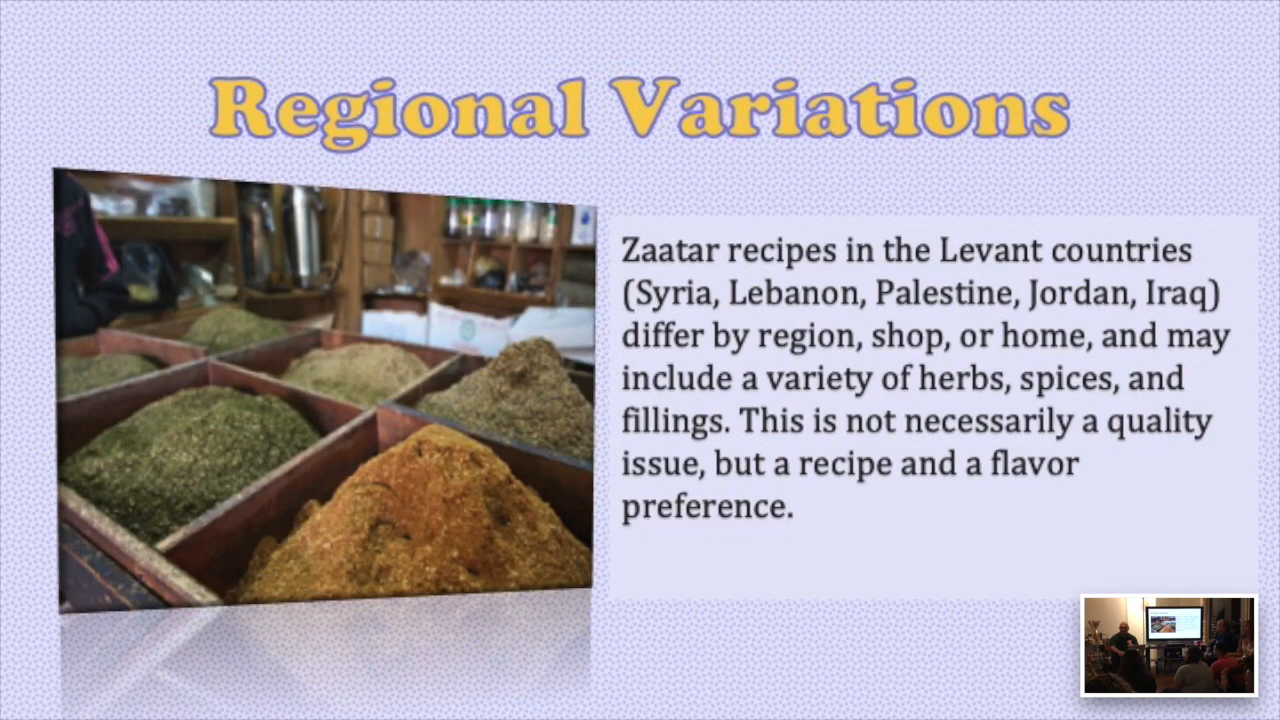 Regional Variations
Zaatar recipes in the Levant countries
(Syria, Lebanon, Palestine, Jordan, Iraq)
differ by region, shop, or home, and may
include a variety of herbs, spices, and
fillings. This is not necessarily a quality
issue, but a recipe and a flavor
preference.